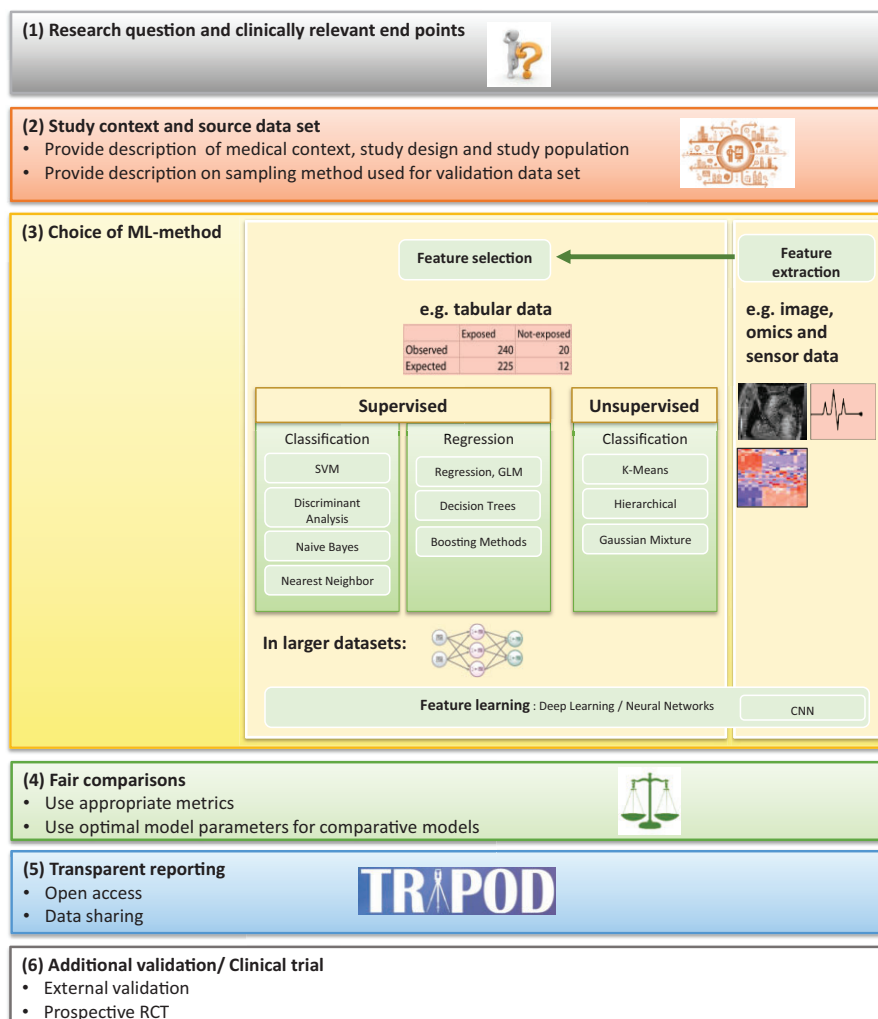 (1) Research question and clinically relevant end points
(2) Study context and source data set
• Provide description of medical context, study design and study population
• Provide description on sampling method used for validation data set
(3) Choice of ML-method
Feature selection
Feature
extraction
e.g. tabular data
Exposed Not-exposed
Observed 240 20
Expected 225 12
e.g. image,
omics and
sensor data
Supervised
Classification
SVM
Discriminant
Analysis
Naive Bayes
Nearest Neighbor
Regression
Regression, GLM
Decision Trees
Boosting Methods
Unsupervised
Classification
K-Means
Hierarchical
Gaussian Mixture
In larger datasets:
Feature learning : Deep Learning / Neural Networks
CNN
(4) Fair comparisons
• Use appropriate metrics
• Use optimal model parameters for comparative models
(5) Transparent reporting
• Open access
• Data sharing
TRIPOD
(6) Additional validation/ Clinical trial
• External validation
• Prospective RCT